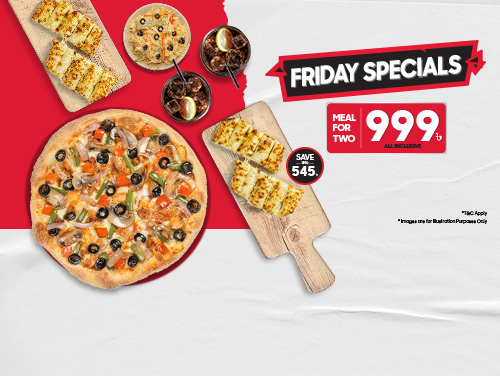 FRIDAY SPECIALS
MEAL
FOR
TWO
999৳
ALL INCLUSIVE
SAVE
545
*T&C Apply
*Images are for Illustration Purposes Only